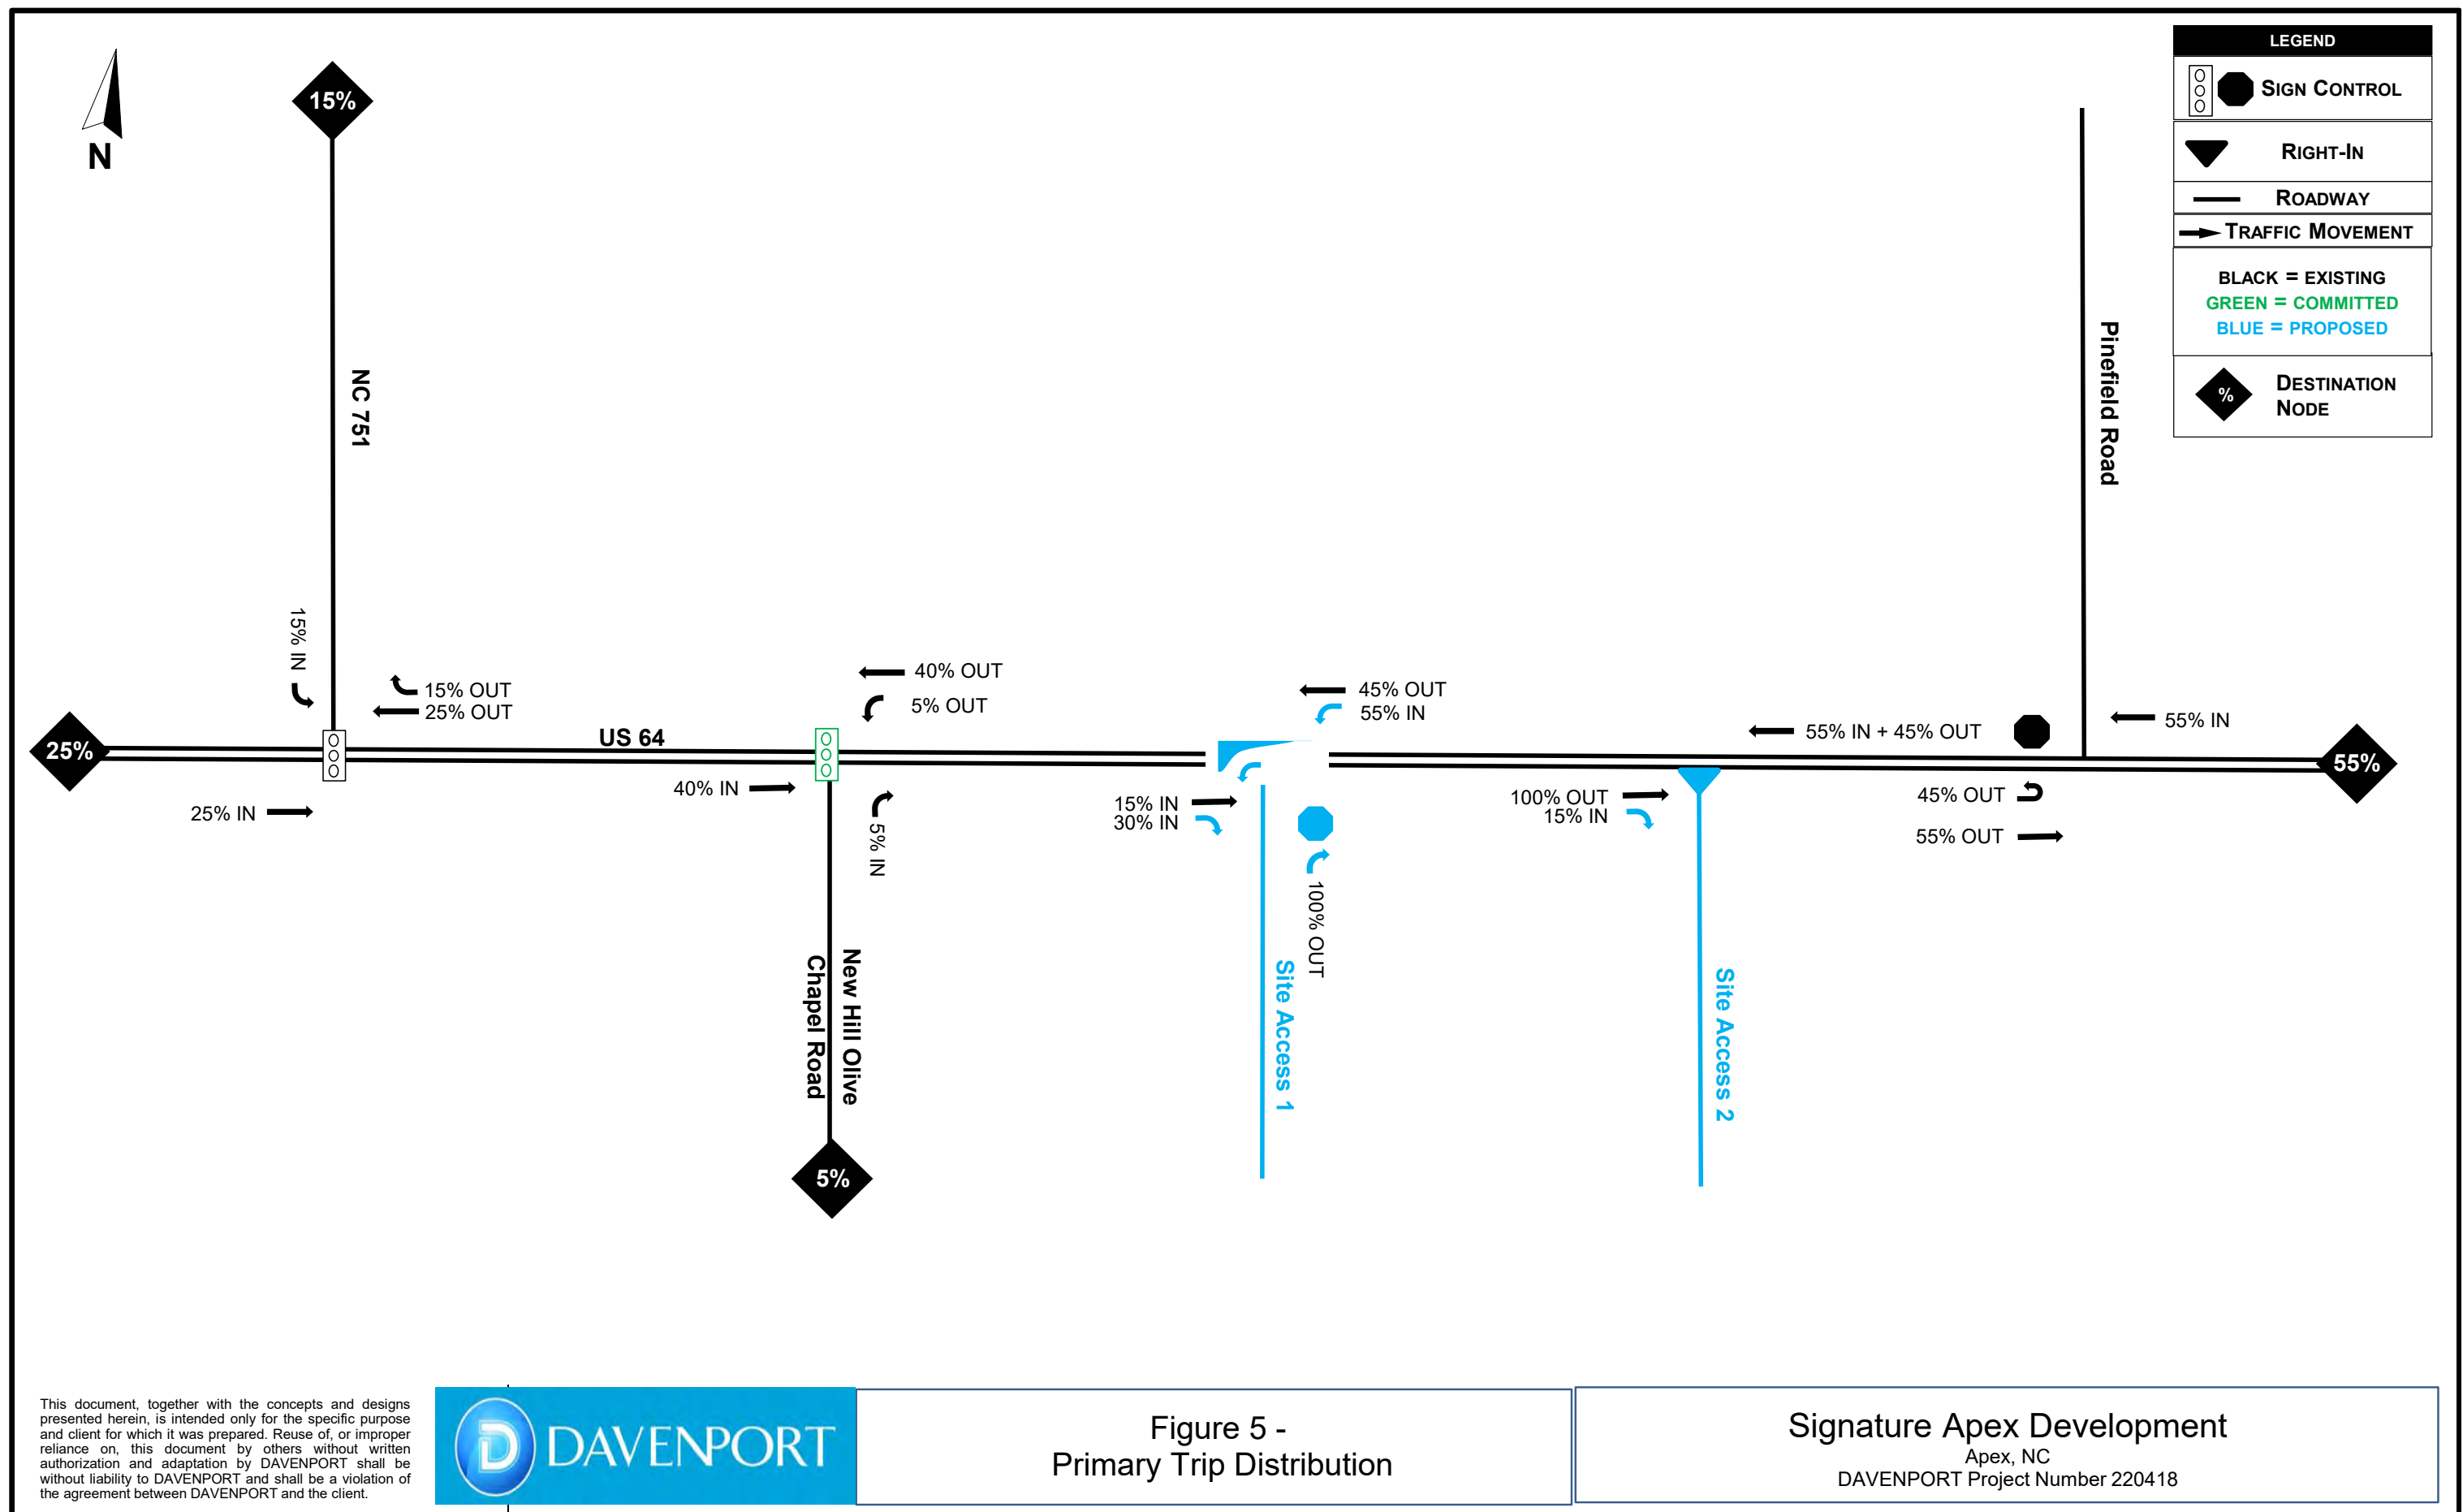 LEGEND
SIGN CONTROL
RIGHT-IN
ROADWAY
TRAFFIC MOVEMENT
BLACK = EXISTING
GREEN = COMMITTED
BLUE = PROPOSED
%
DESTINATION
NODE
N
15%
NC 751
Pinefield Road
15% IN
15% OUT
25% OUT
25%
25% IN
US 64
40% OUT
5% OUT
40% IN
5% IN
New Hill Olive
Chapel Road
5%
45% OUT
55% IN
15% IN
30% IN
100% OUT
Site Access 1
100% OUT
15% IN
Site Access 2
55% IN + 45% OUT
55% IN
45% OUT
55% OUT
55%
This document, together with the concepts and designs
presented herein, is intended only for the specific purpose
and client for which it was prepared. Reuse of, or improper
reliance on, this document by others without written
authorization and adaptation by DAVENPORT shall be
without liability to DAVENPORT and shall be a violation of
the agreement between DAVENPORT and the client.
D DAVENPORT
Figure 5 -
Primary Trip Distribution
Signature Apex Development
Apex, NC
DAVENPORT Project Number 220418